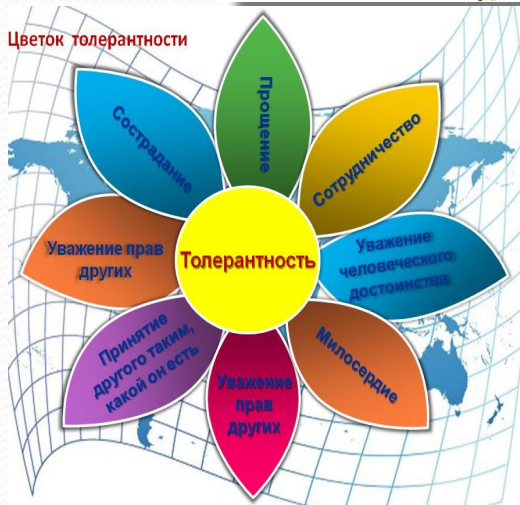 Цветок толерантности
Прощение
Сотрудничество
Уважение
человеческого
достоинства
Милосердие
Уважение
прав
других
Принятие
другого таким,
какой он есть
Уважение прав
других
Сострадание
Толерантность